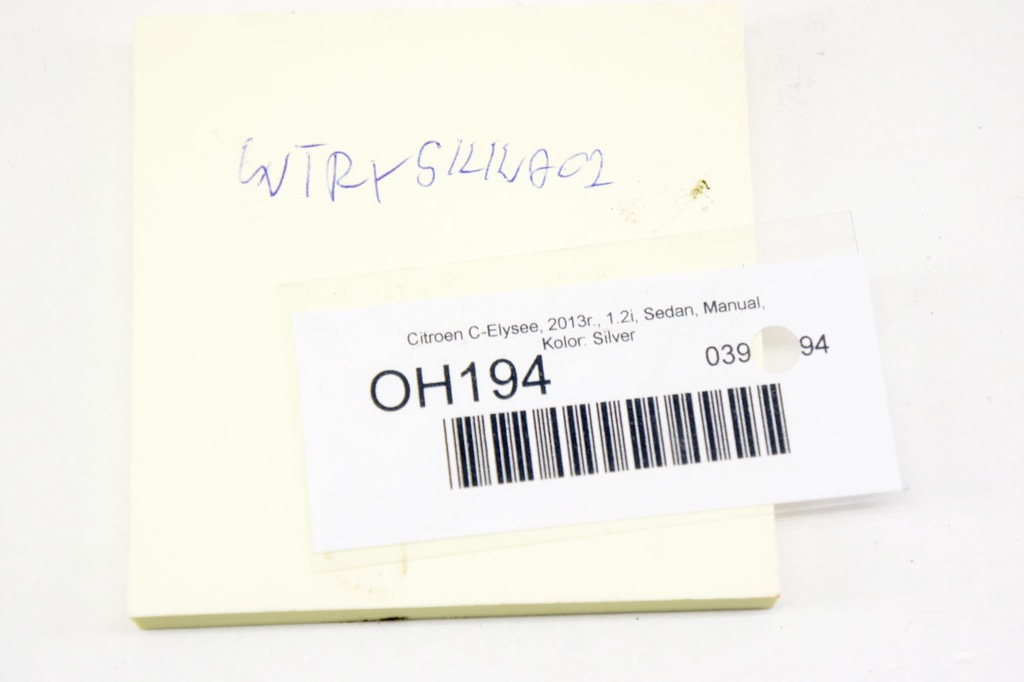 WTRYSKIWACZ
Citroen C-Elysee, 2013r., 1.2i, Sedan, Manual,
Kolor: Silver
OH194
039 94